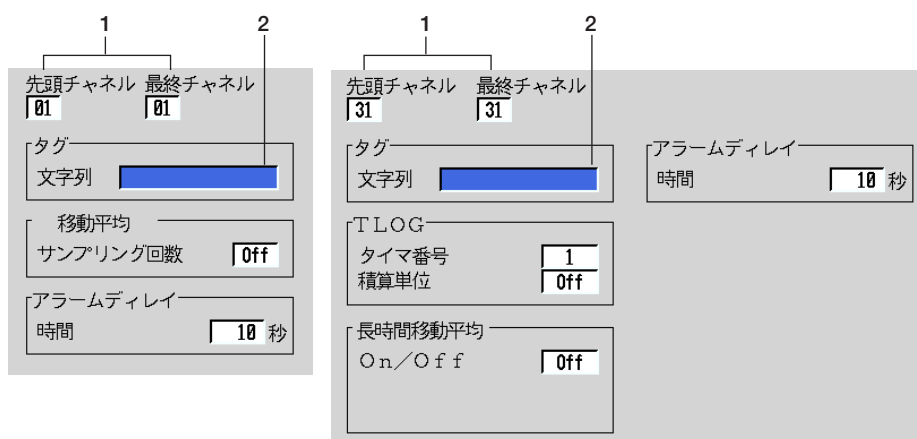 1
2
先頭チャネル 最終チャネル
01 01
タグ
文字列
移動平均
サンプリング回数 Off
アラームディレイ
時間 10 秒
1
2
先頭チャネル 最終チャネル
31 31
タグ
文字列
TLOG
タイマ番号 1
積算単位 Off
長時間移動平均
On/Off Off
アラームディレイ
時間 10 秒